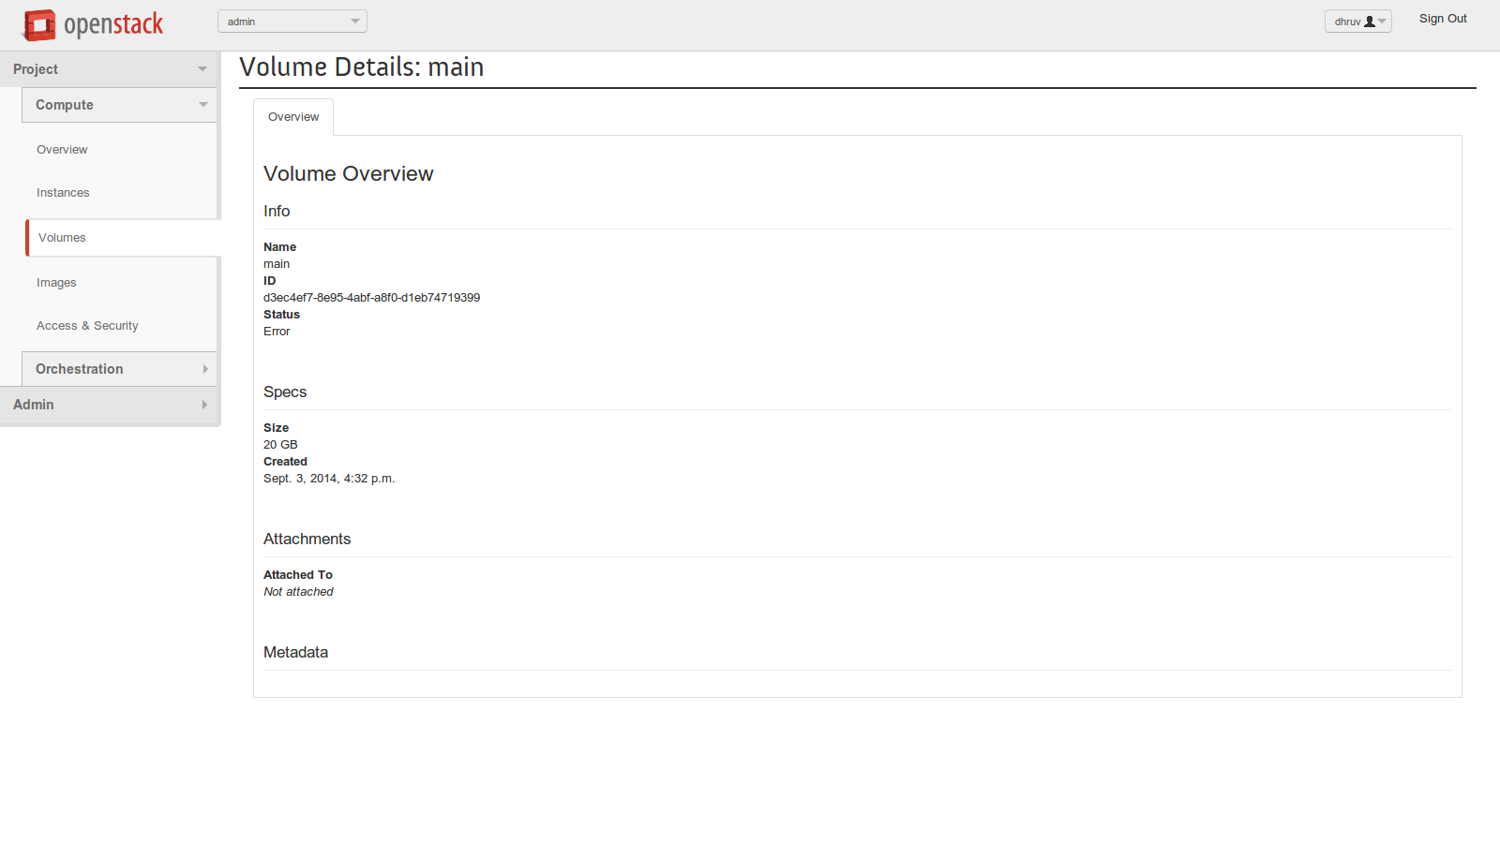 openstack
admin
dhruv
Sign Out
Project
Compute
Overview
Instances
Volumes
Images
Access & Security
Orchestration
Admin
Volume Details: main
Overview
Volume Overview
Info
Name
main
ID
d3ec4ef7-8e95-4abf-a8f0-d1eb74719399
Status
Error
Specs
Size
20 GB
Created
Sept. 3, 2014, 4:32 p.m.
Attachments
Attached To
Not attached
Metadata